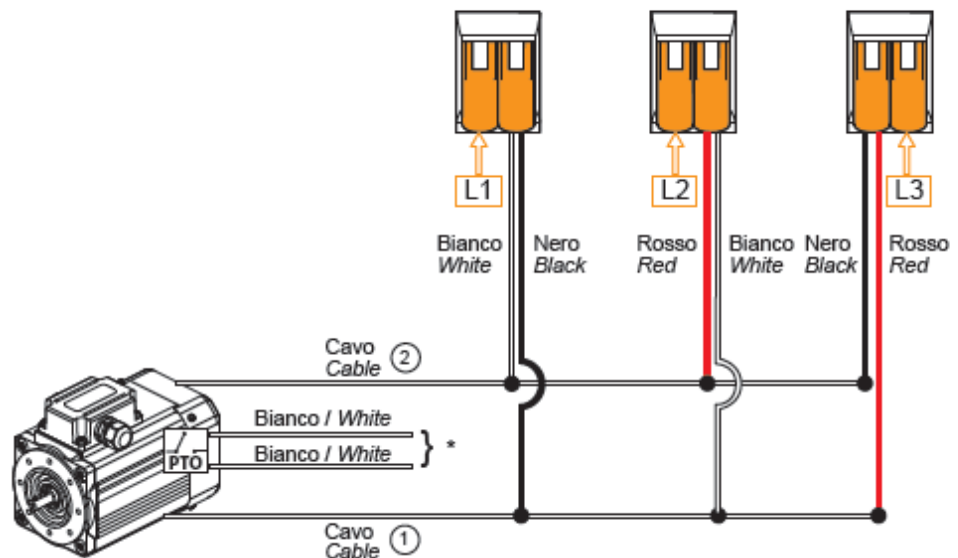 L1
L2
L3
Bianco
White
Nero
Black
Rosso
Red
Bianco
White
Nero
Black
Rosso
Red
Cavo
Cable 2
Bianco / White
Bianco / White
} *
PTO
Cavo
Cable 1